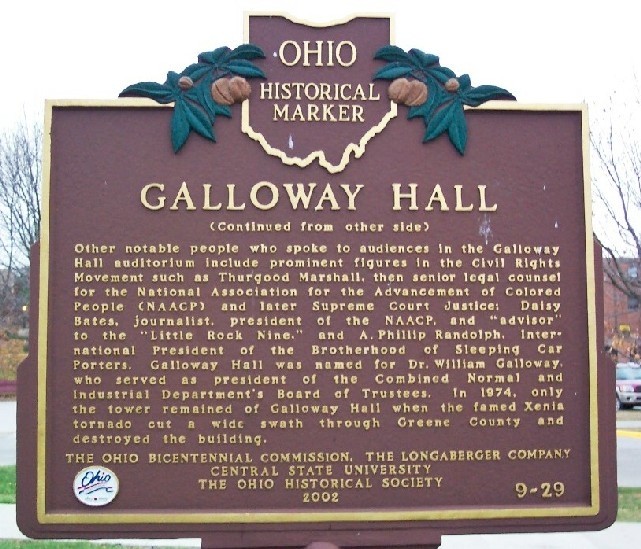 OHIO
HISTORICAL
MARKER
GALLOWAY HALL
(Continued from other side)
Other notable people who spoke to audiences in the Galloway
Hall auditorium include prominent figures in the Civil Rights
Movement such as Thurgood Marshall, then senior legal counsel
for the National Association for the Advancement of Colored
People (NAACP) and later Supreme Court Justice; Daisy
Bates, journalist, president of the NAACP, and "advisor"
to the "Little Rock Nine," and A. Phillip Randolph, Inter-
national President of the Brotherhood of Sleeping Car
Porters. Galloway Hall was named for Dr. William Galloway,
who served as president of the Combined Normal and
Industrial Department's Board of Trustees. In 1974, only
the tower remained of Galloway Hall when the famed Xenia
tornado cut a wide swath through Greene County and
destroyed the building.
THE OHIO BICENTENNIAL COMMISSION, THE LONGABERGER COMPANY
CENTRAL STATE UNIVERSITY
THE OHIO HISTORICAL SOCIETY
2002
9-29
Ohio